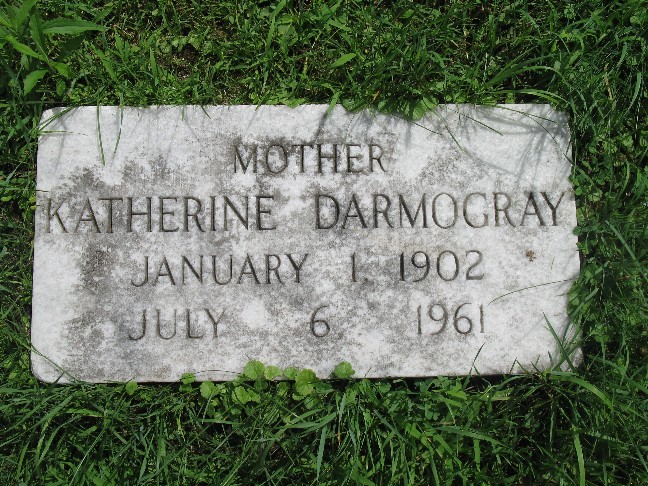 MOTHER
KATHERINE DARMOGRAY
JANUARY 1 1902
JULY 6 1961